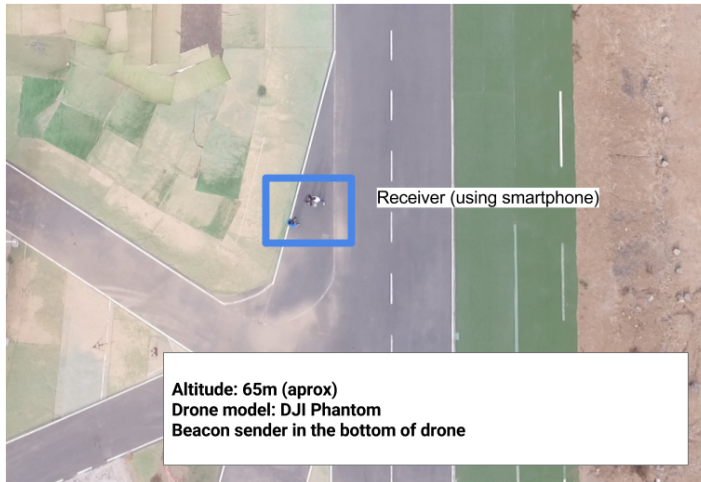 Receiver (using smartphone)
Altitude: 65m (aprox)
Drone model: DJI Phantom
Beacon sender in the bottom of drone